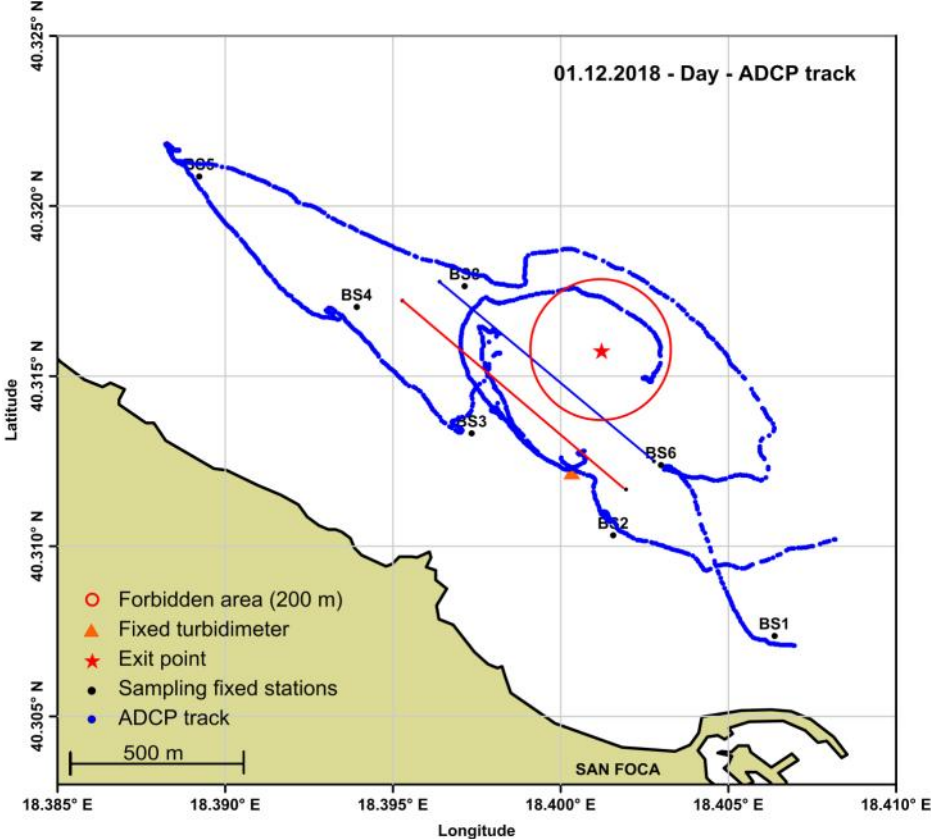 01.12.2018 - Day - ADCP track
40.325° N
40.320° N
40.315° N
40.310° N
40.305° N
Latitude
BS5
BS8
BS4
BS3
BS6
BS2
BS1
Forbidden area (200 m)
Fixed turbidimeter
Exit point
Sampling fixed stations
ADCP track
500 m
SAN FOCA
18.385° E
18.390° E
18.395° E
18.400° E
18.405° E
18.410° E
Longitude